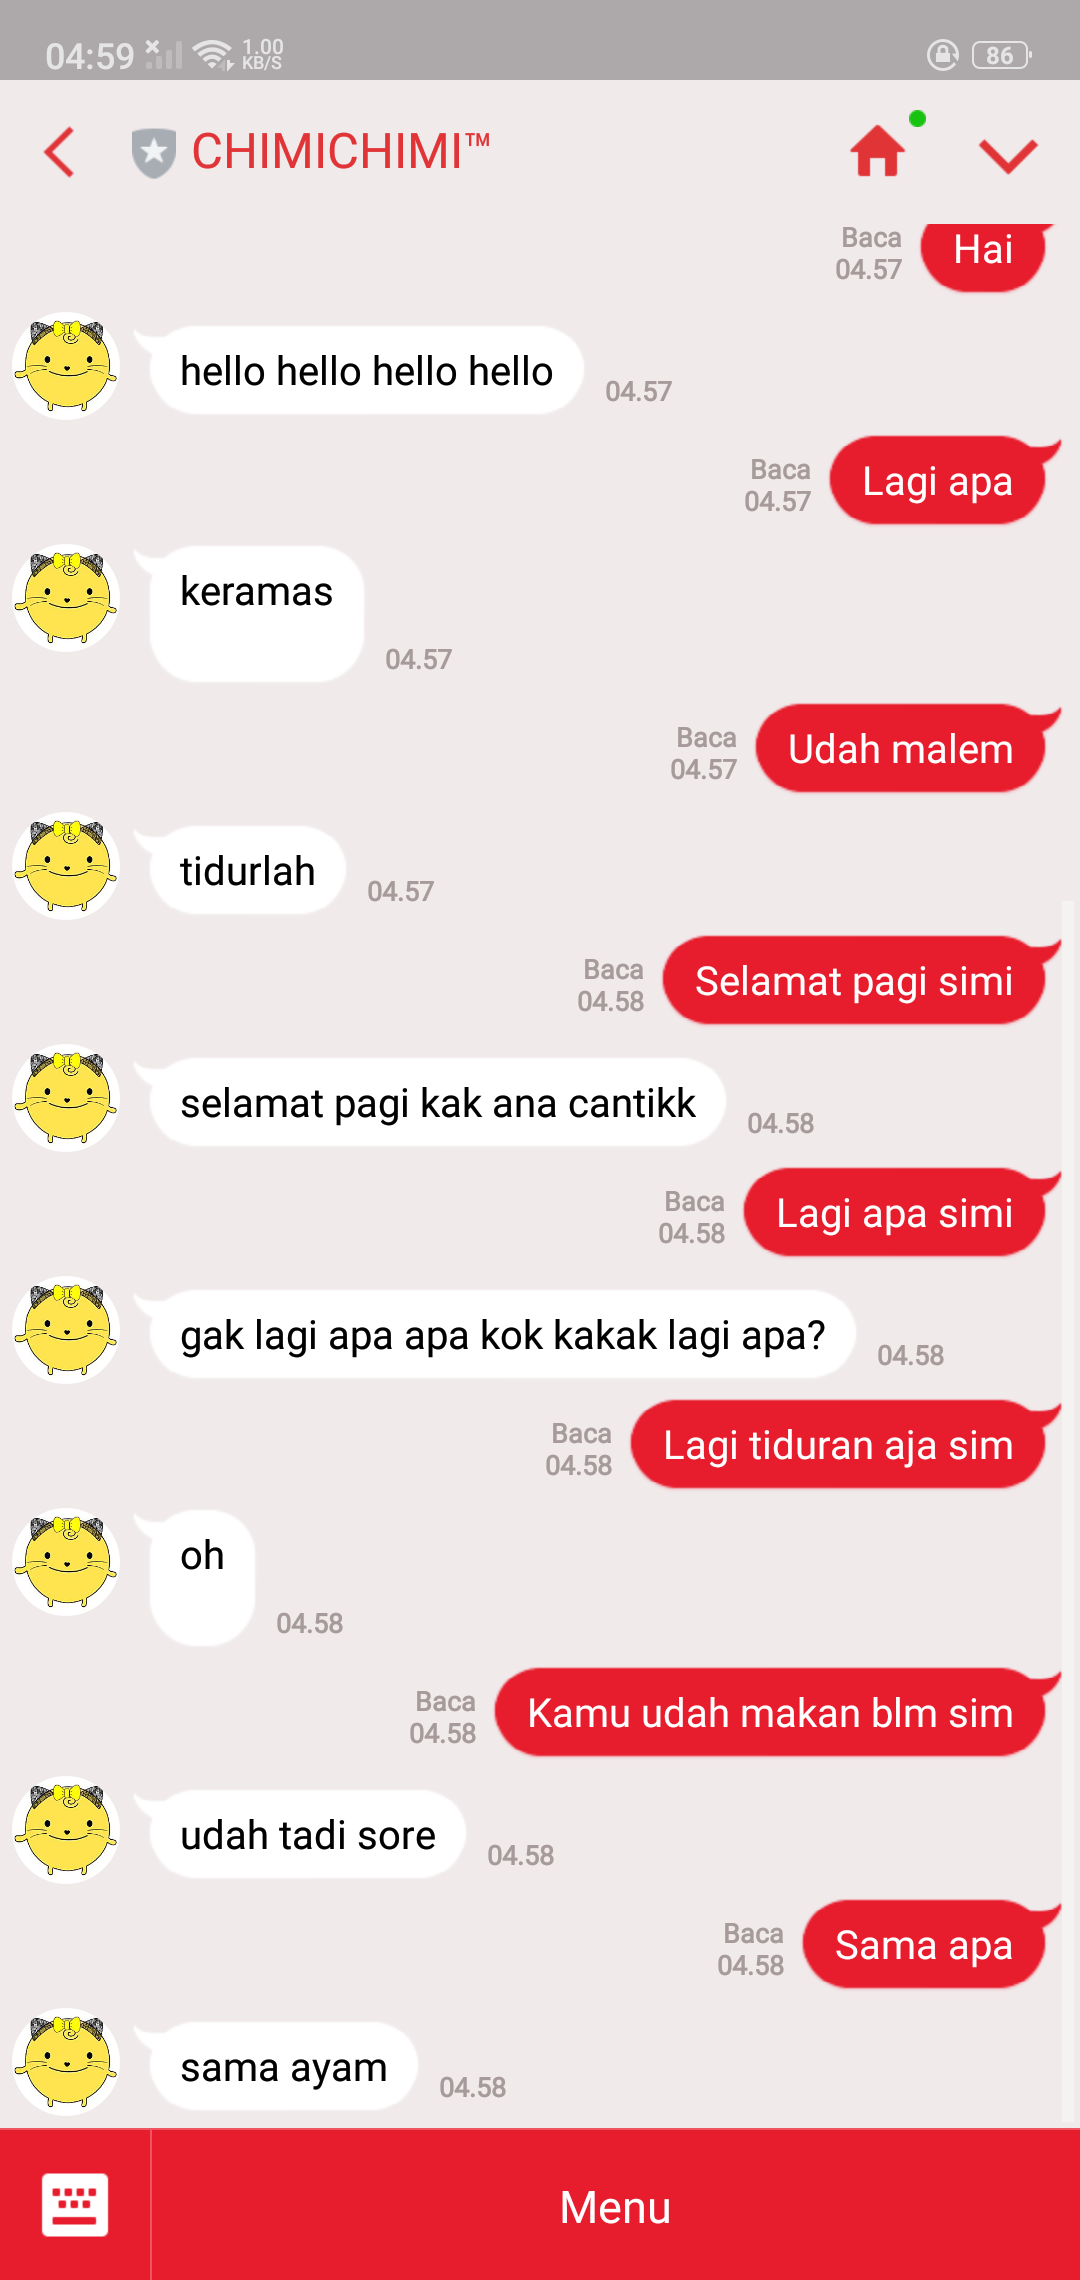 04:59
1.00
KB/S
86
CHIMICHIMI™
Baca
04.57
Hai
hello hello hello hello
04.57
Baca
04.57
Lagi apa
keramas
04.57
Baca
04.57
Udah malem
tidurlah
04.57
Baca
04.58
Selamat pagi simi
selamat pagi kak ana cantikk
04.58
Baca
04.58
Lagi apa simi
gak lagi apa apa kok kakak lagi apa?
04.58
Baca
04.58
Lagi tiduran aja sim
oh
04.58
Baca
04.58
Kamu udah makan blm sim
udah tadi sore
04.58
Baca
04.58
Sama apa
sama ayam
04.58
Menu